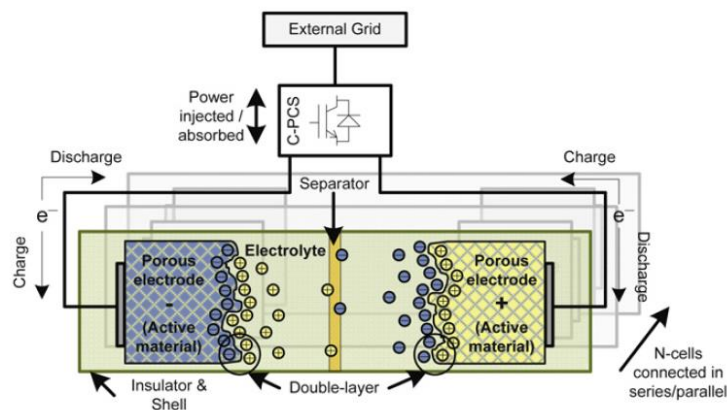 External Grid
Power
injected /
absorbed
C-PCS
Discharge
Charge
Separator
e⁻
e⁻
Charge
Discharge
Electrolyte
Porous
electrode
-
(Active
material)
Porous
electrode
+
(Active
material)
Insulator &
Shell
Double-layer
N-cells
connected in
series/parallel